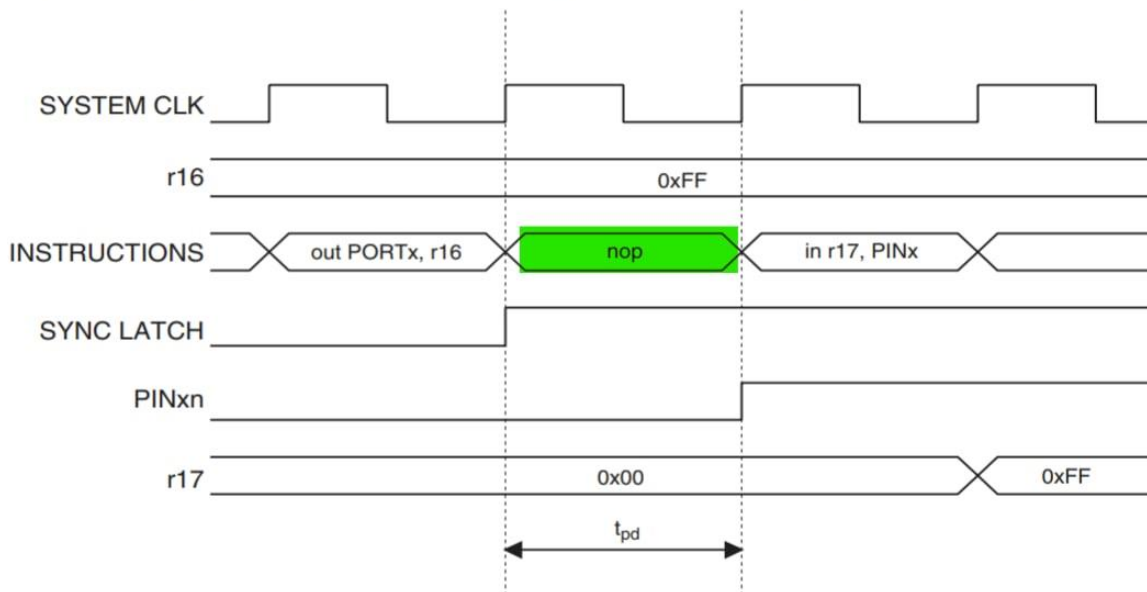 SYSTEM CLK
r16
0xFF
INSTRUCTIONS
out PORTx, r16
nop
in r17, PINx
SYNC LATCH
PINxn
r17
0x00
0xFF
tpd